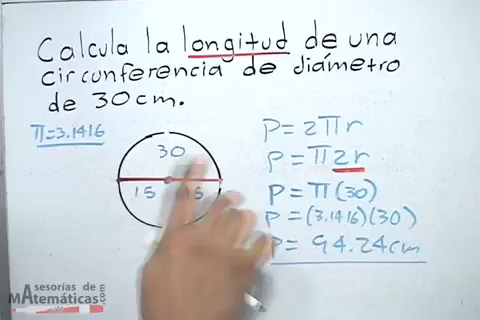 Calcula la longitud de una
circunferencia de diámetro
de 30cm.
π=3.1416
30
15 15
P=2πr
P=π2r
P=π(30)
P=(3.1416)(30)
P= 94.24cm
Asesorías de
Matemáticas.com